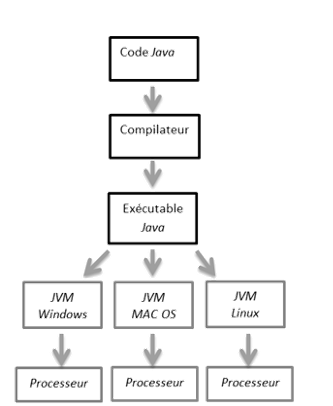 Code Java
Compilateur
Exécutable
Java
JVM
Windows
JVM
MAC OS
JVM
Linux
Processeur
Processeur
Processeur